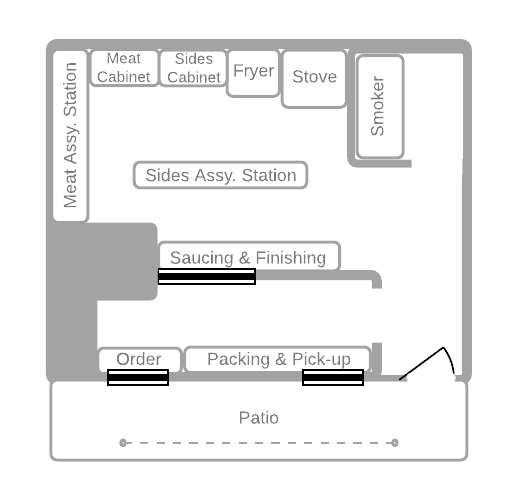 Meat
Cabinet
Sides
Cabinet
Fryer
Stove
Smoker
Meat Assy. Station
Sides Assy. Station
Saucing & Finishing
Order
Packing & Pick-up
Patio